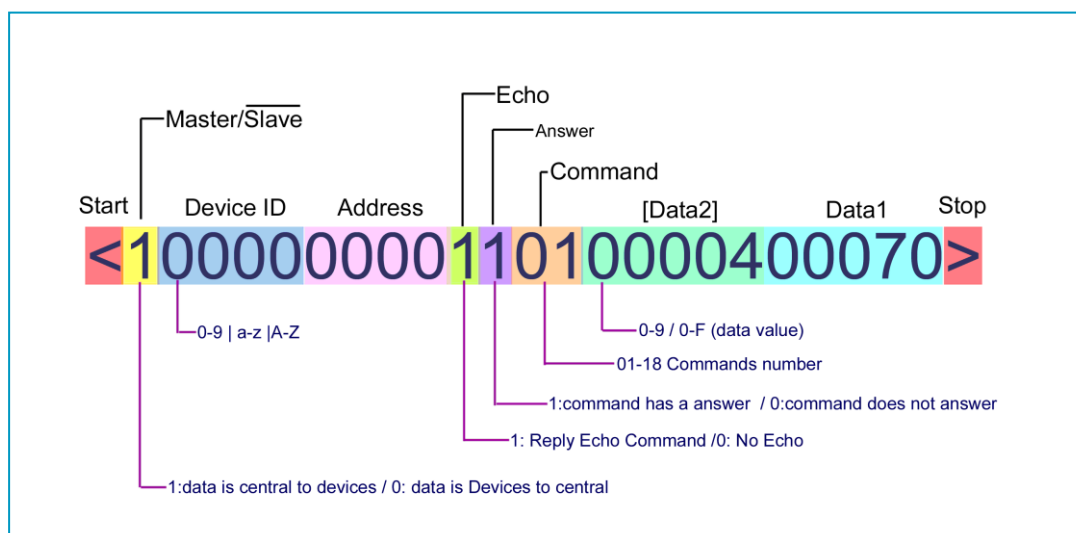 Echo
Master/Slave
Answer
Command
Start Device ID Address [Data2] Data1 Stop
<1000000001101000040​0070>
0-9 | a-z |A-Z
0-9 / 0-F (data value)
01-18 Commands number
1:command has a answer / 0:command does not answer
1: Reply Echo Command /0: No Echo
1:data is central to devices / 0: data is Devices to central